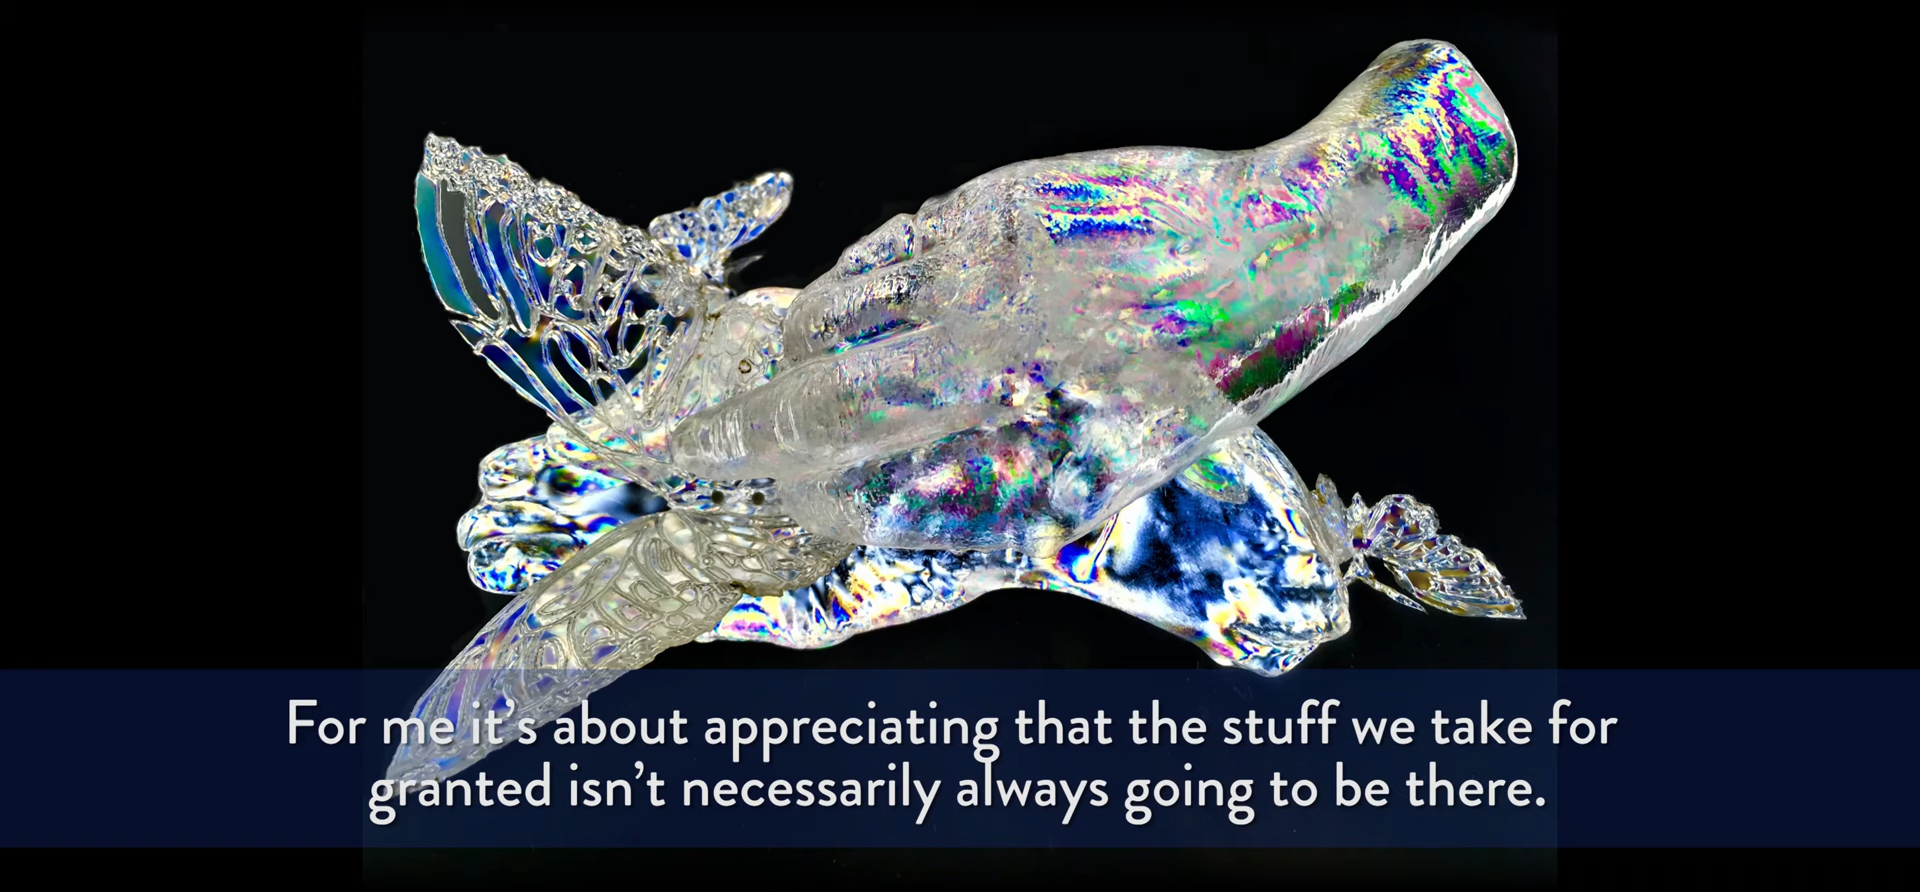 For me it's about appreciating that the stuff we take for
granted isn't necessarily always going to be there.